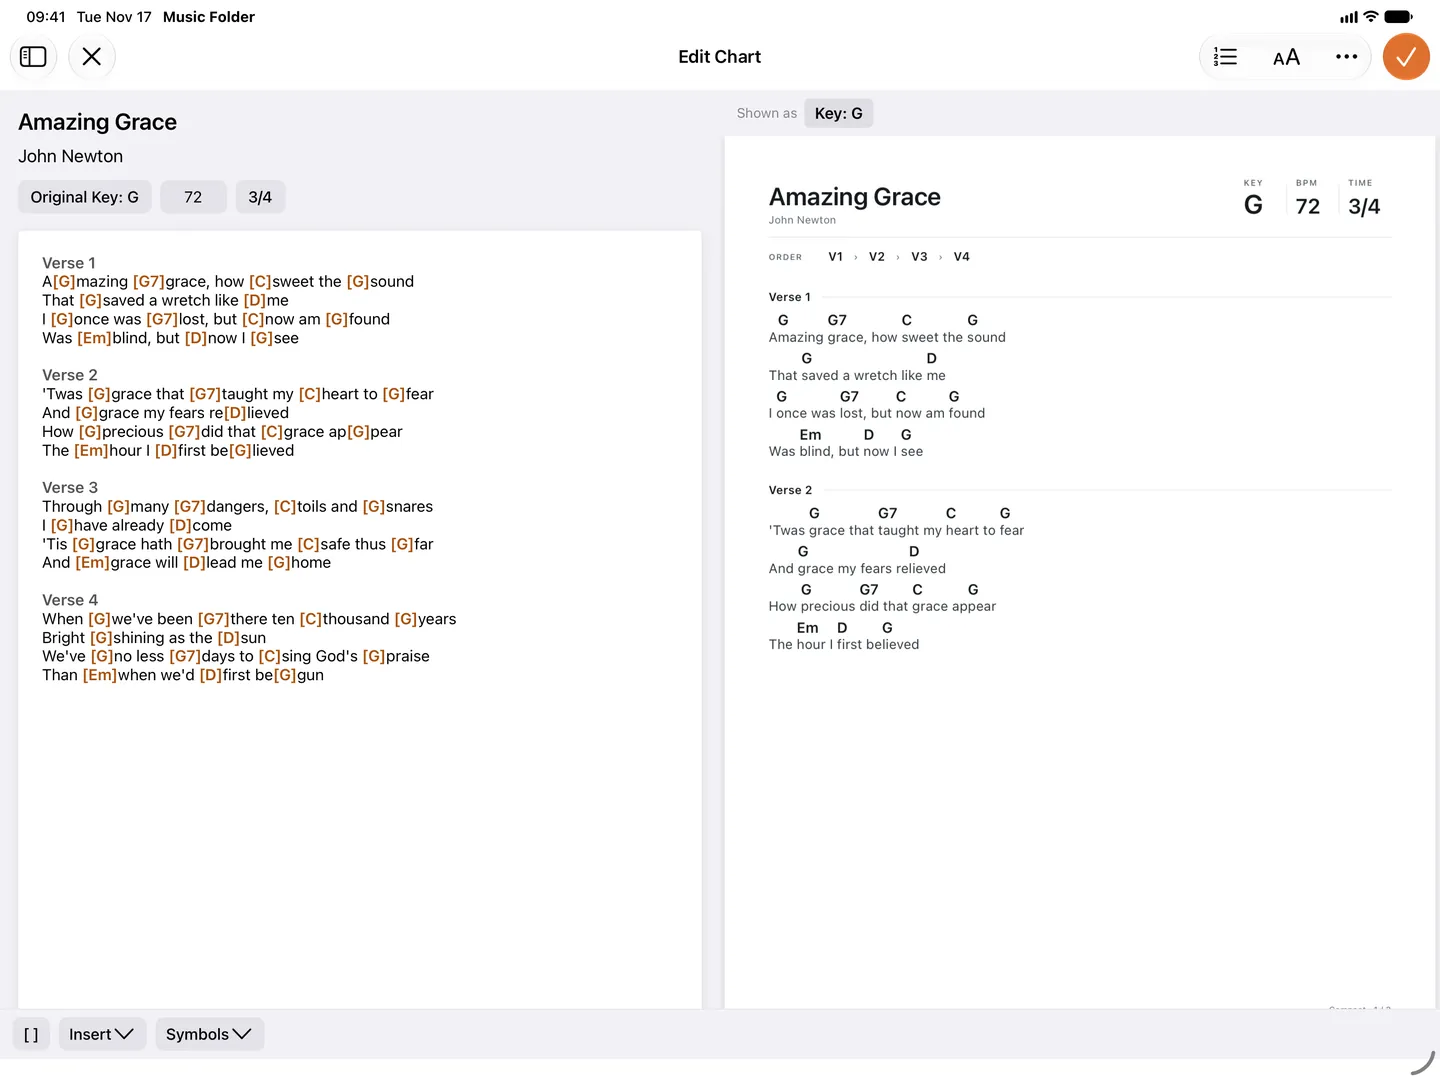 09:41 Tue Nov 17 Music Folder
Edit Chart
AA
Amazing Grace
John Newton
Original Key: G 72 3/4
Verse 1
A[G]mazing [G7]grace, how [C]sweet the [G]sound
That [G]saved a wretch like [D]me
I [G]once was [G7]lost, but [C]now am [G]found
Was [Em]blind, but [D]now I [G]see
Verse 2
'Twas [G]grace that [G7]taught my [C]heart to [G]fear
And [G]grace my fears re[D]lieved
How [G]precious [G7]did that [C]grace ap[G]pear
The [Em]hour I [D]first be[G]lieved
Verse 3
Through [G]many [G7]dangers, [C]toils and [G]snares
I [G]have already [D]come
'Tis [G]grace hath [G7]brought me [C]safe thus [G]far
And [Em]grace will [D]lead me [G]home
Verse 4
When [G]we've been [G7]there ten [C]thousand [G]years
Bright [G]shining as the [D]sun
We've [G]no less [G7]days to [C]sing God's [G]praise
Than [Em]when we'd [D]first be[G]gun
[ ] Insert Symbols
Shown as Key: G
Amazing Grace
John Newton
KEY BPM TIME
G 72 3/4
ORDER V1 › V2 › V3 › V4
Verse 1
G G7 C G
Amazing grace, how sweet the sound
G D
That saved a wretch like me
G G7 C G
I once was lost, but now am found
Em D G
Was blind, but now I see
Verse 2
G G7 C G
'Twas grace that taught my heart to fear
G D
And grace my fears relieved
G G7 C G
How precious did that grace appear
Em D G
The hour I first believed